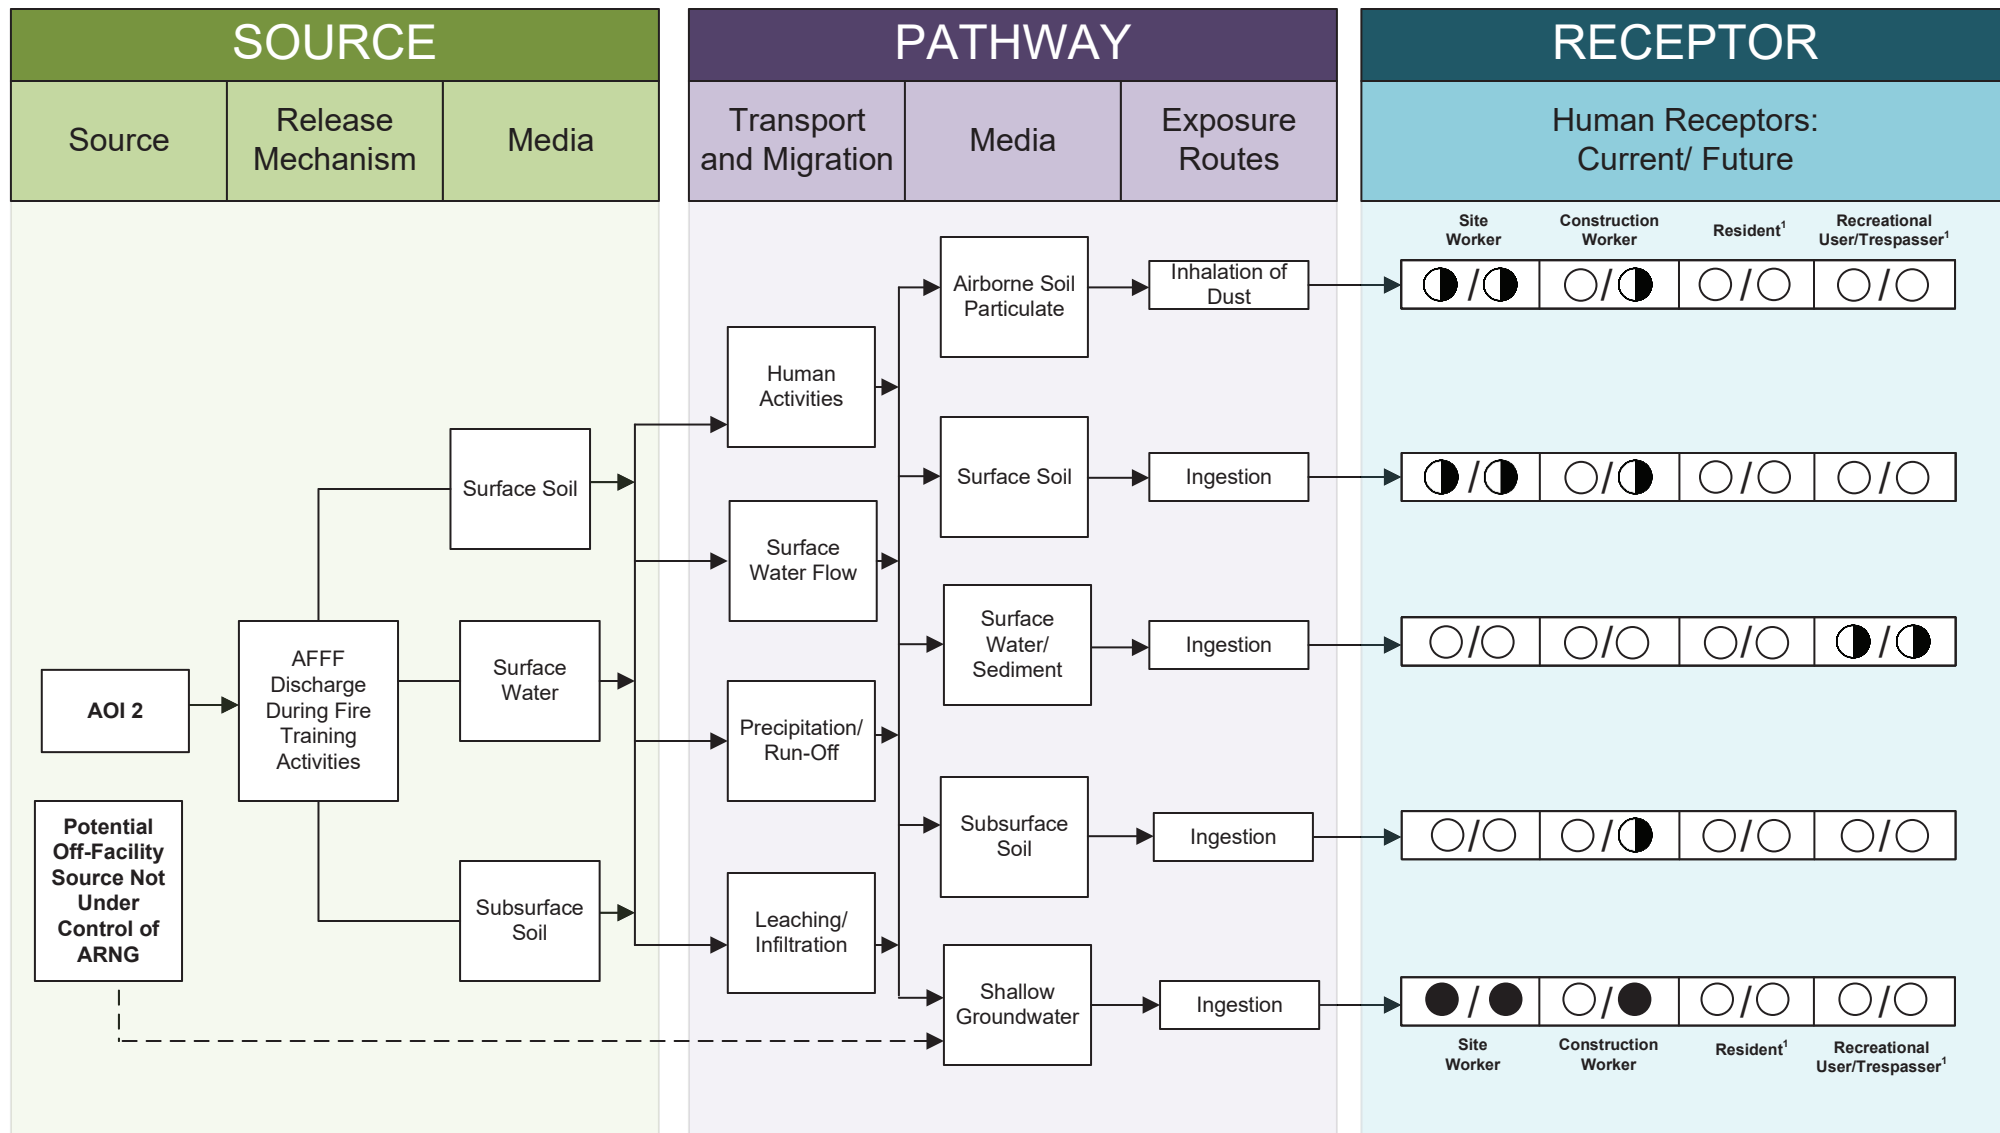 SOURCE
PATHWAY
RECEPTOR
Source
Release
Mechanism
Media
Transport
and Migration
Media
Exposure
Routes
Human Receptors:
Current/ Future
Site
Worker
Construction
Worker
Resident¹
Recreational
User/Trespasser¹
Airborne Soil
Particulate
Inhalation of
Dust
/
/
/
/
Human
Activities
Surface Soil
Surface Soil
Ingestion
/
/
/
/
Surface
Water Flow
Surface
Water/
Sediment
Ingestion
/
/
/
/
AOI 2
AFFF
Discharge
During Fire
Training
Activities
Surface
Water
Precipitation/
Run-Off
Potential
Off-Facility
Source Not
Under
Control of
ARNG
Subsurface
Soil
Ingestion
/
/
/
/
Subsurface
Soil
Leaching/
Infiltration
Shallow
Groundwater
Ingestion
/
/
/
/
Site
Worker
Construction
Worker
Resident¹
Recreational
User/Trespasser¹